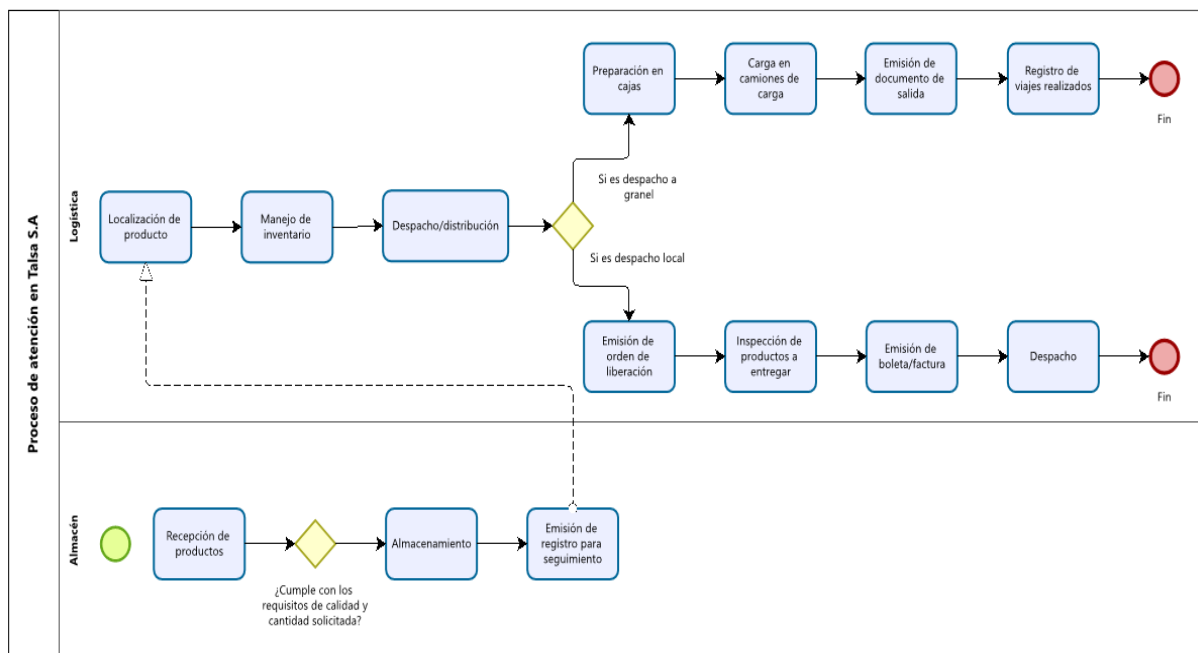 Proceso de atención en Talsa S.A
Logística
Preparación en
cajas
Carga en
camiones de
carga
Emisión de
documento de
salida
Registro de
viajes realizados
Fin
Si es despacho a
granel
Localización de
producto
Manejo de
inventario
Despacho/distribución
Si es despacho local
Emisión de
orden de
liberación
Inspección de
productos a
entregar
Emisión de
boleta/factura
Despacho
Fin
Almacén
Recepción de
productos
¿Cumple con los
requisitos de calidad y
cantidad solicitada?
Almacenamiento
Emisión de
registro para
seguimiento